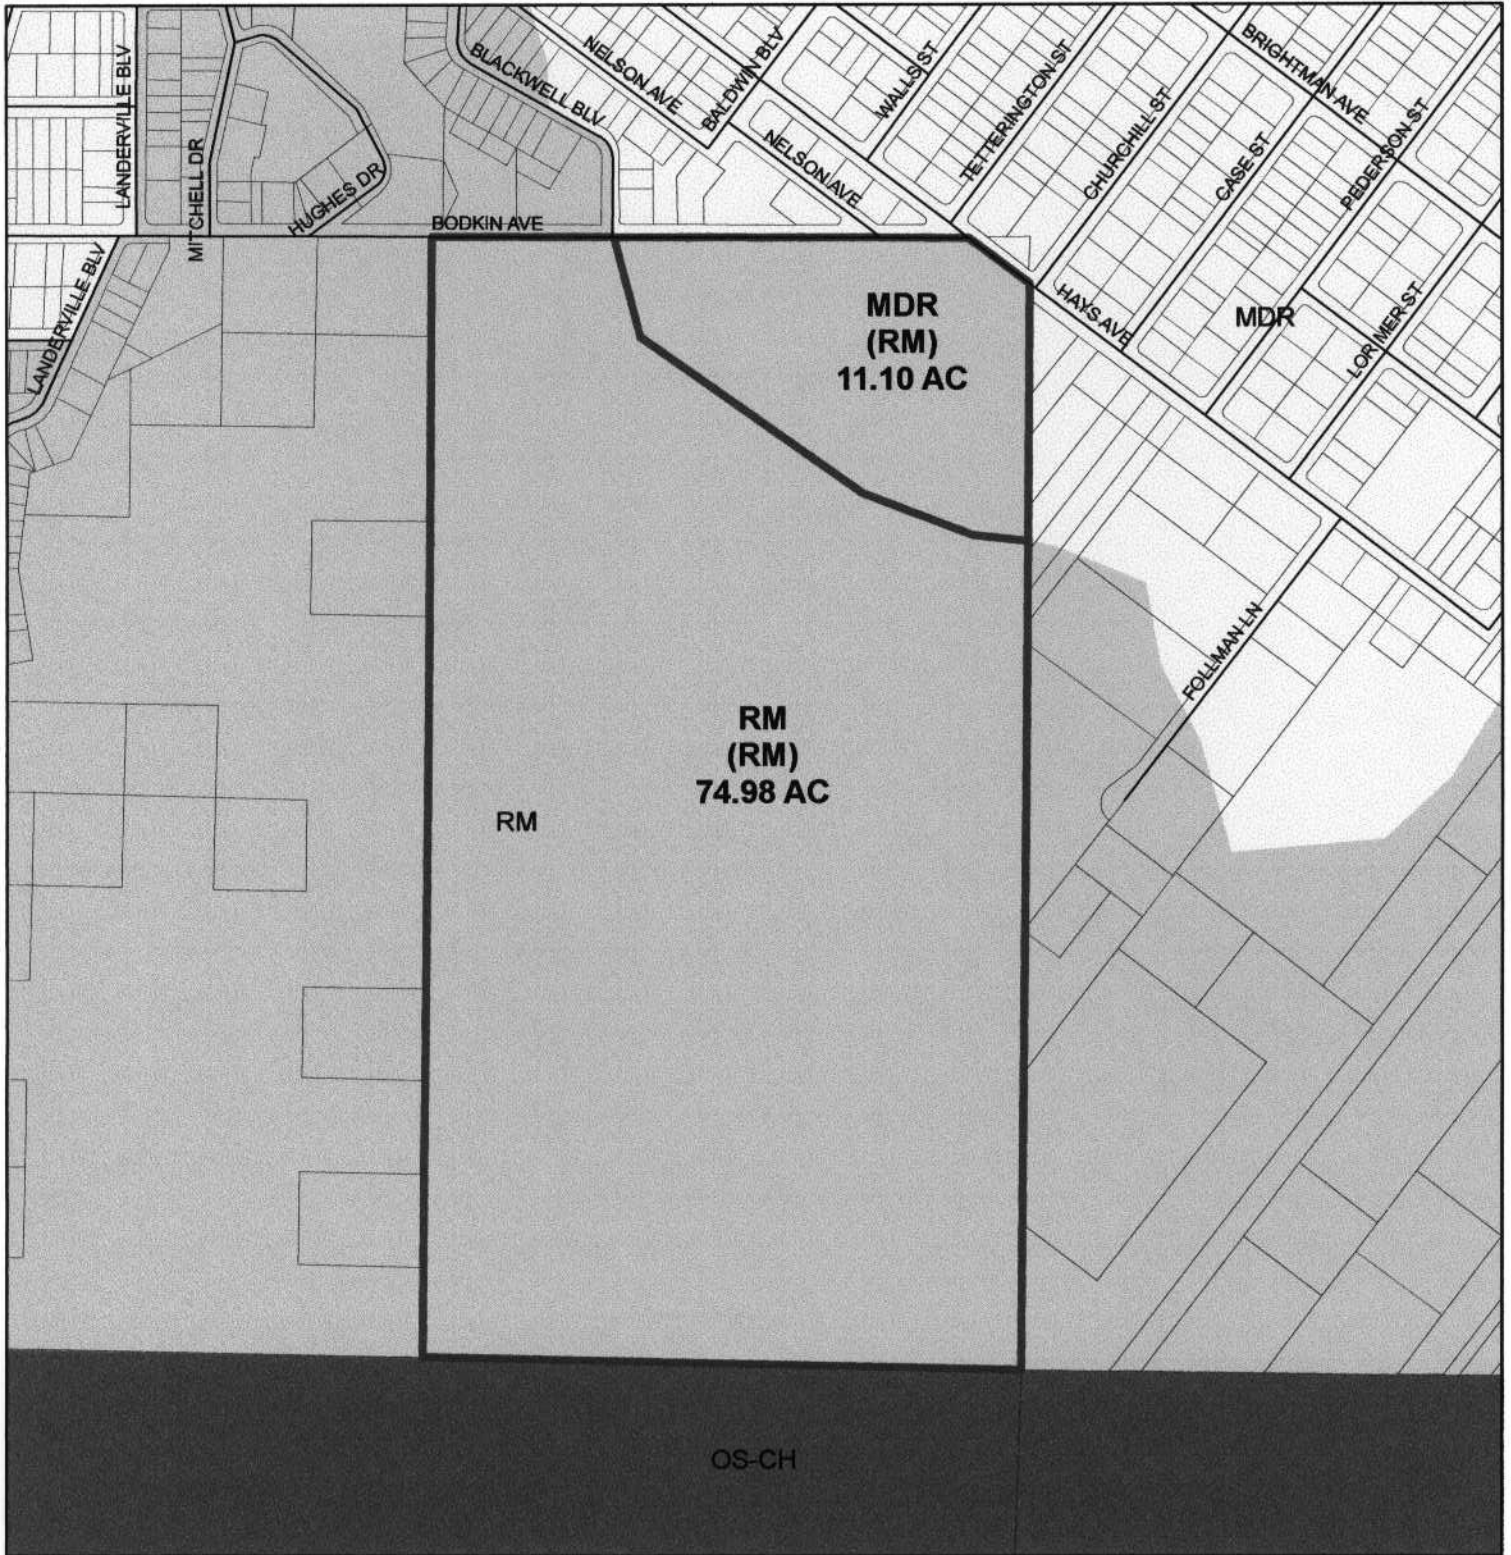 LANDERVILLE BLV
MITCHELL DR
HUGHES DR
BLACKWELL BLV
NELSON AVE
BALDWIN BLV
WALLS ST
TETTERINGTON ST
BRIGHTMAN AVE
NELSON AVE
CHURCHILL ST
CASE ST
PEDERSON ST
BODKIN AVE
LANDERVILLE BLV
HAYS AVE
MDR
LORIMER ST
MDR
(RM)
11.10 AC
FOLLMAN LN
RM
(RM)
74.98 AC
RM
OS-CH